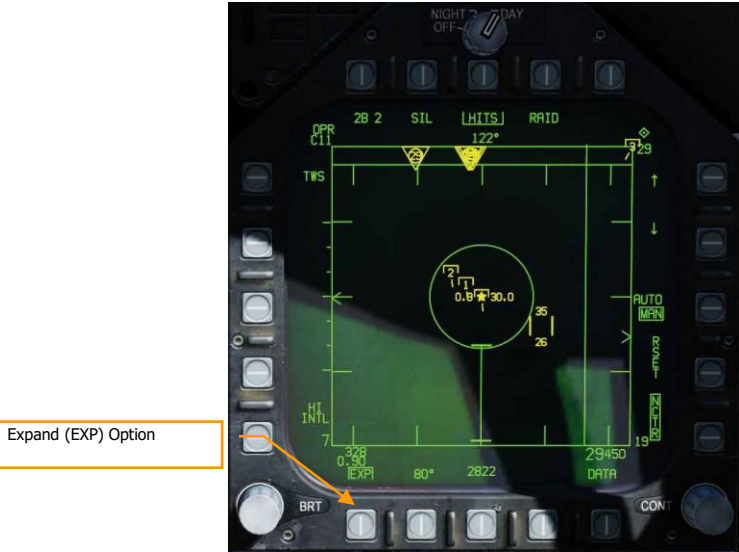 NIGHT DAY
OFF
2B 2 SIL HITS RAID
OPR
C11
122°
29
3
29
TWS
2
1
0.8 30.0
35
26
AUTO
MAN
RSET
HI
INTL
NCTR
7
19
328
0.90
29450
EXP 80° 2822 DATA
Expand (EXP) Option
BRT
CONT